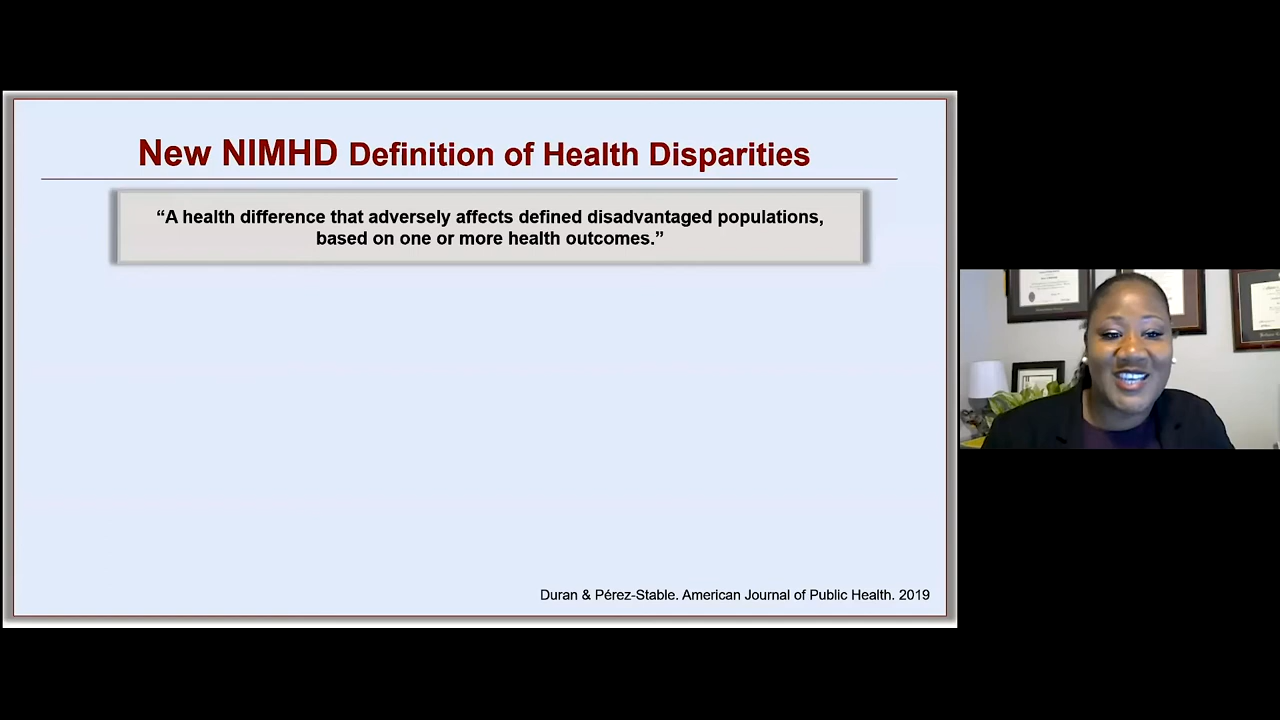 New NIMHD Definition of Health Disparities
“A health difference that adversely affects defined disadvantaged populations,
based on one or more health outcomes.”
Duran & Pérez-Stable. American Journal of Public Health. 2019